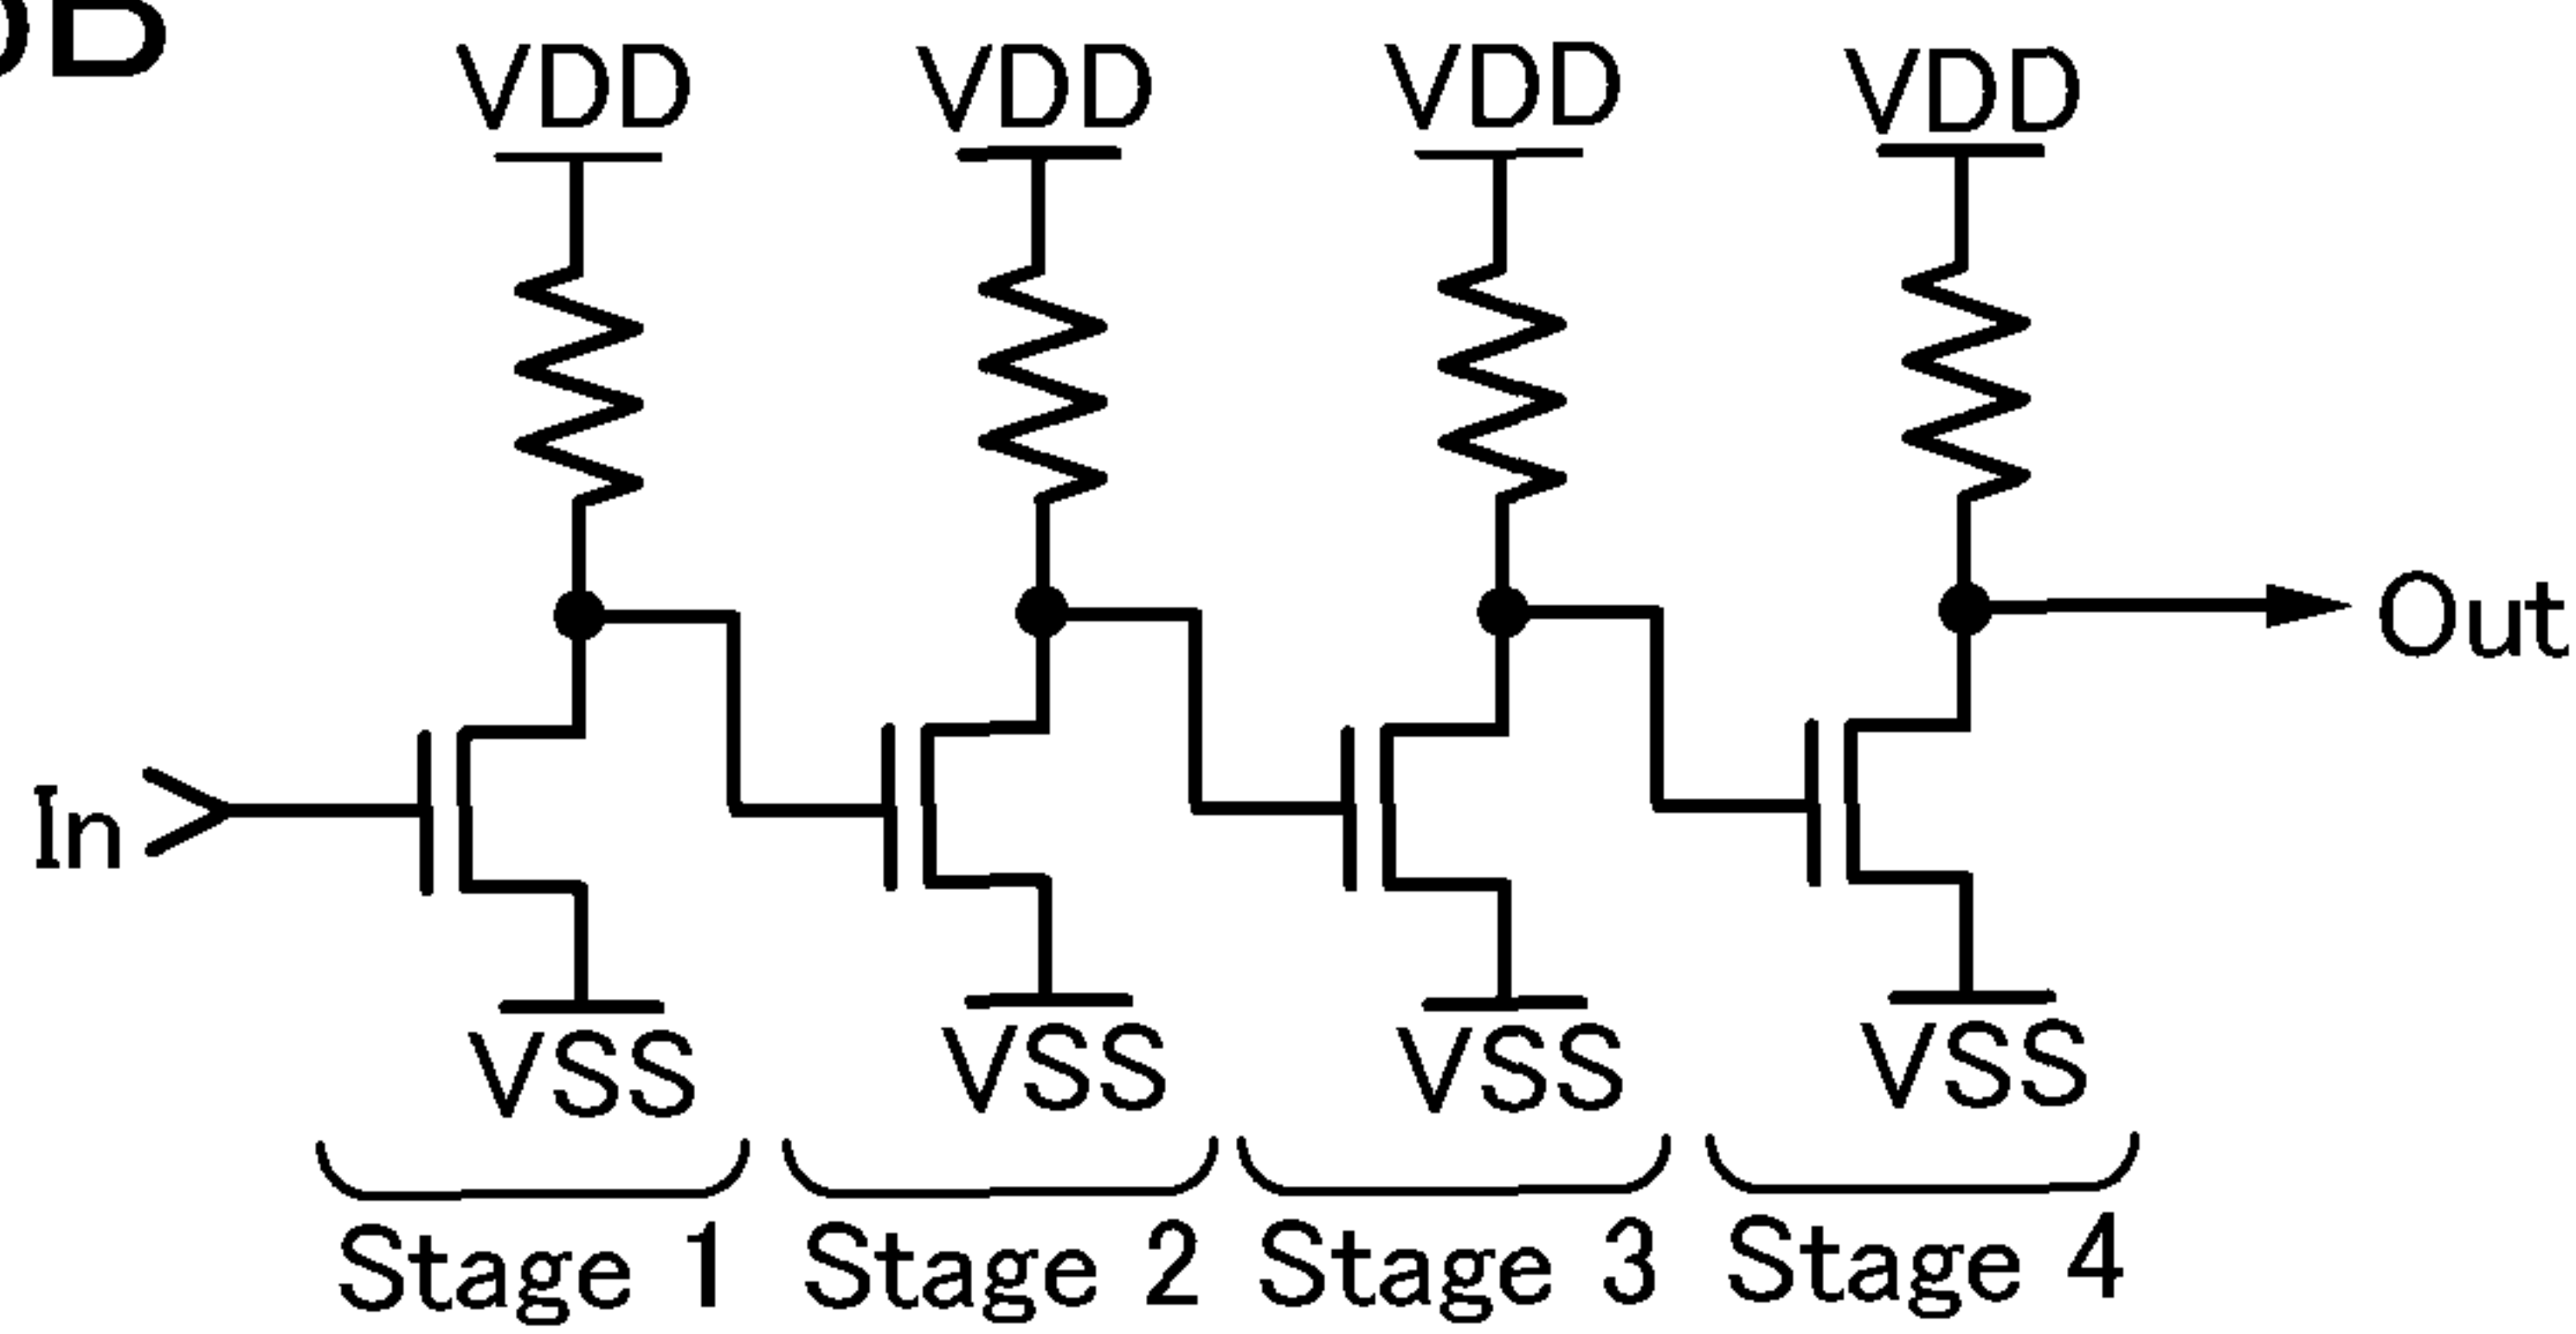 VDD VDD VDD VDD
Out
In
VSS VSS VSS VSS
Stage 1 Stage 2 Stage 3 Stage 4